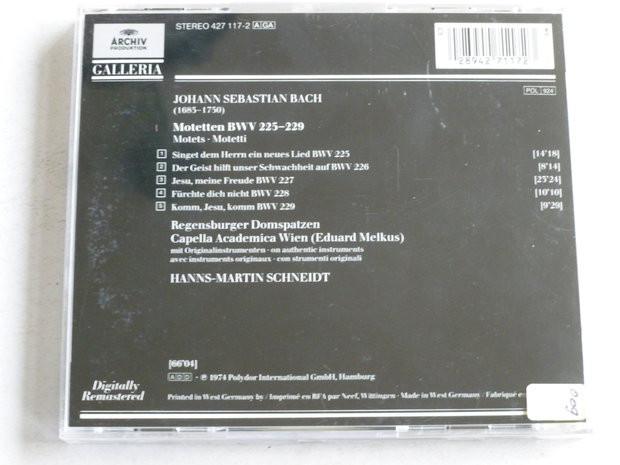 ARCHIV
PRODUKTION
GALLERIA
STEREO 427 117-2 A GA
28942 71172
POL 924
JOHANN SEBASTIAN BACH
(1685–1750)
Motetten BWV 225–229
Motets · Motetti
1 Singet dem Herrn ein neues Lied BWV 225 [14'18]
2 Der Geist hilft unser Schwachheit auf BWV 226 [8'14]
3 Jesu, meine Freude BWV 227 [23'24]
4 Fürchte dich nicht BWV 228 [10'10]
5 Komm, Jesu, komm BWV 229 [9'29]
Regensburger Domspatzen
Capella Academica Wien (Eduard Melkus)
mit Originalinstrumenten · on authentic instruments
avec instruments originaux · con strumenti originali
HANNS-MARTIN SCHNEIDT
[66'04]
ADD · ℗ 1974 Polydor International GmbH, Hamburg
Digitally
Remastered
Printed in West Germany by / Imprimé en RFA par Neef, Wittingen · Made in West Germany / Fabriqué